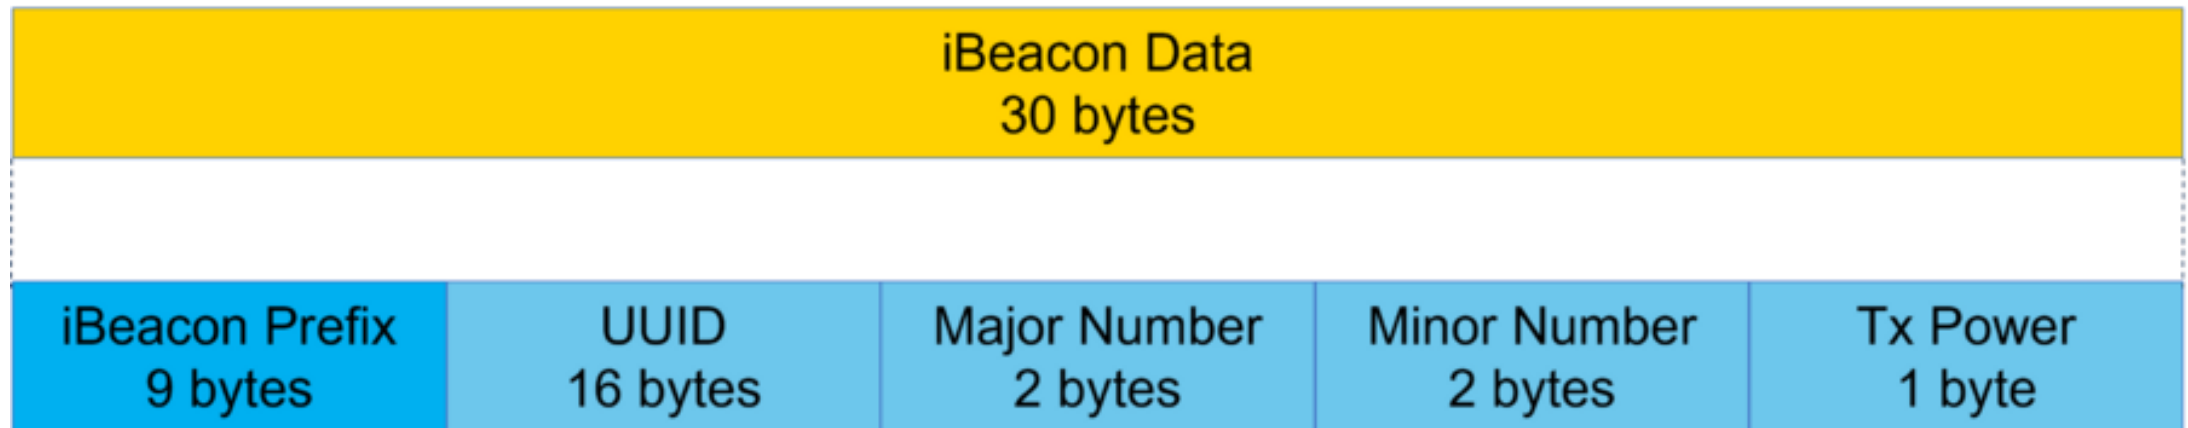 iBeacon Data
30 bytes
iBeacon Prefix
9 bytes
UUID
16 bytes
Major Number
2 bytes
Minor Number
2 bytes
Tx Power
1 byte